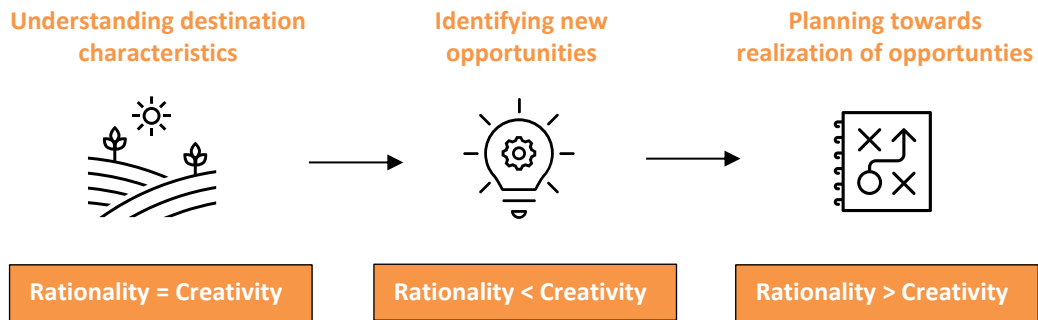 Understanding destination
characteristics
Identifying new
opportunities
Planning towards
realization of opportunties
Rationality = Creativity
Rationality < Creativity
Rationality > Creativity